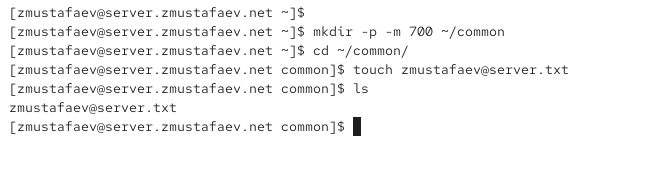 [zmustafaev@server.zmustafaev.net ~]$
[zmustafaev@server.zmustafaev.net ~]$ mkdir -p -m 700 ~/common
[zmustafaev@server.zmustafaev.net ~]$ cd ~/common/
[zmustafaev@server.zmustafaev.net common]$ touch zmustafaev@server.txt
[zmustafaev@server.zmustafaev.net common]$ ls
zmustafaev@server.txt
[zmustafaev@server.zmustafaev.net common]$